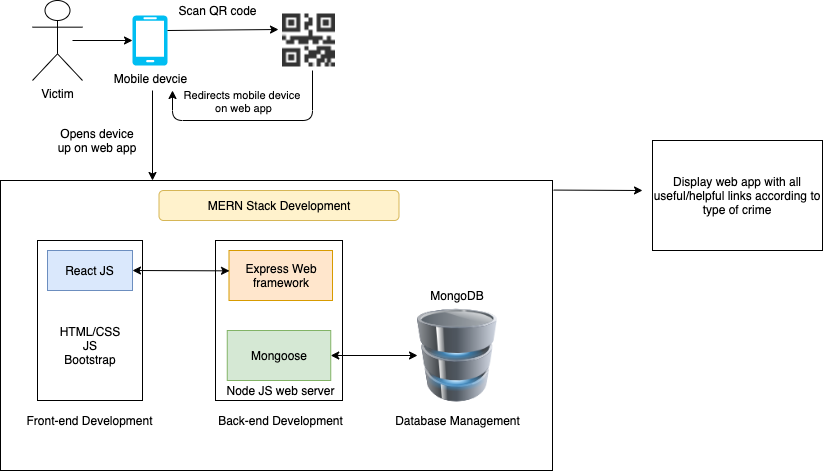 Scan QR code
Mobile devcie
Victim
Redirects mobile device
on web app
Opens device
up on web app
Display web app with all
useful/helpful links according to
type of crime
MERN Stack Development
React JS
Express Web
framework
MongoDB
HTML/CSS
JS
Bootstrap
Mongoose
Node JS web server
Front-end Development
Back-end Development
Database Management